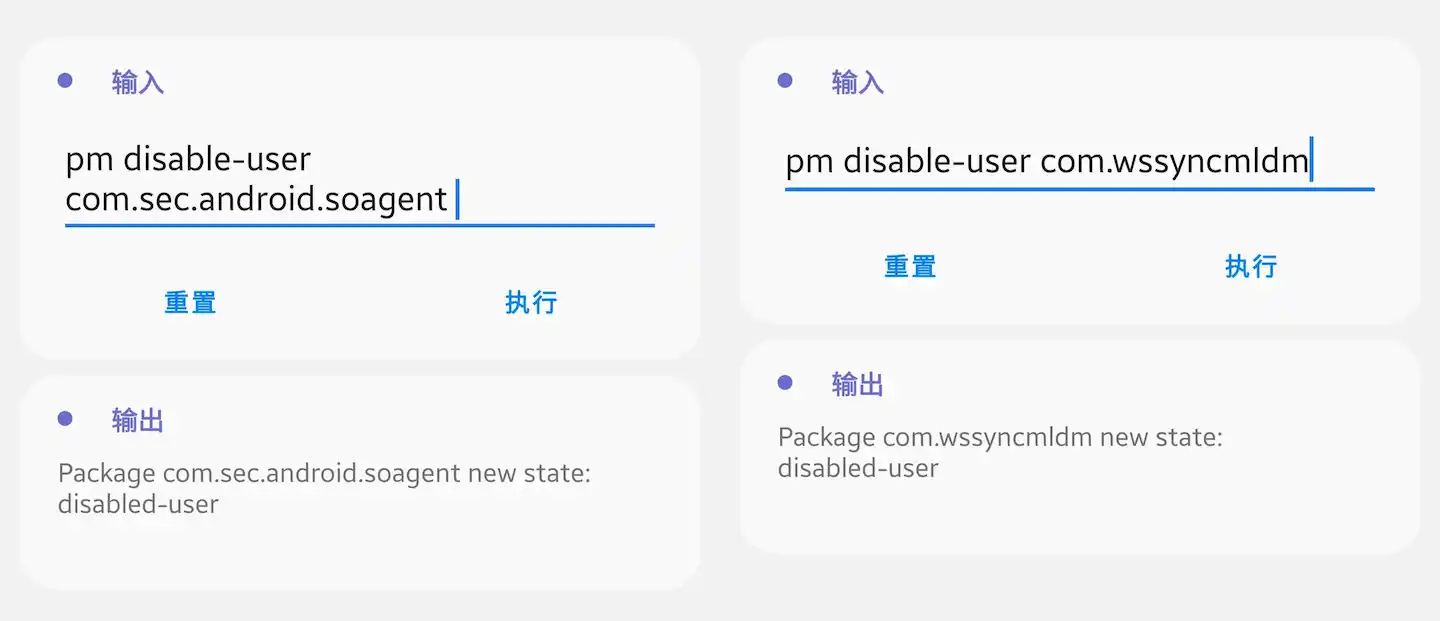 输入
pm disable-user
com.sec.android.soagent
重置
执行
输出
Package com.sec.android.soagent new state:
disabled-user
输入
pm disable-user com.wssyncmldm
重置
执行
输出
Package com.wssyncmldm new state:
disabled-user